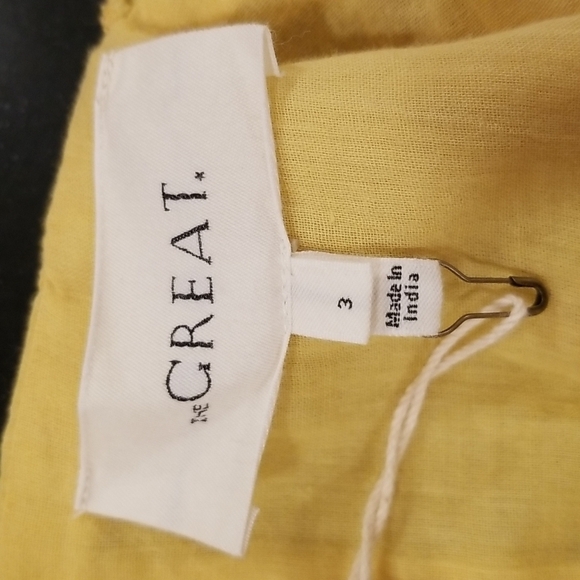 THE GREAT.*
3
Made In
India